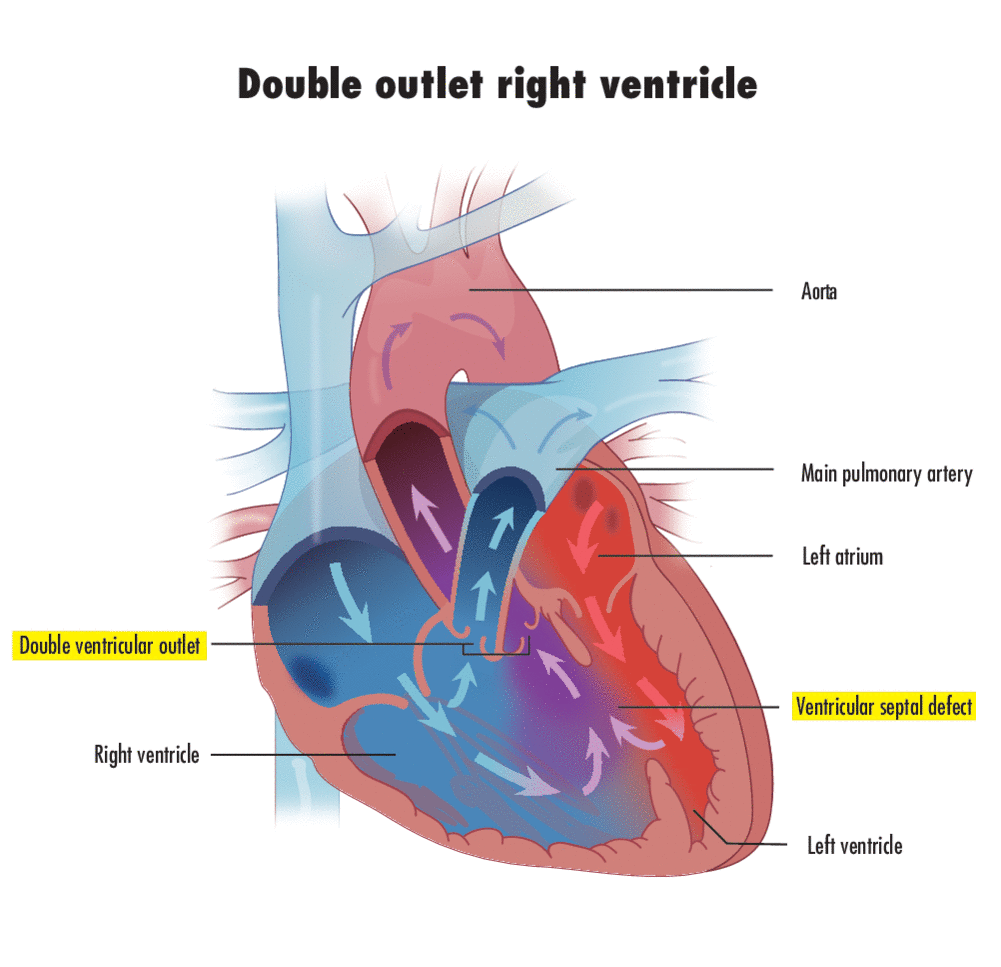 Double outlet right ventricle
Aorta
Main pulmonary artery
Left atrium
Double ventricular outlet
Ventricular septal defect
Right ventricle
Left ventricle